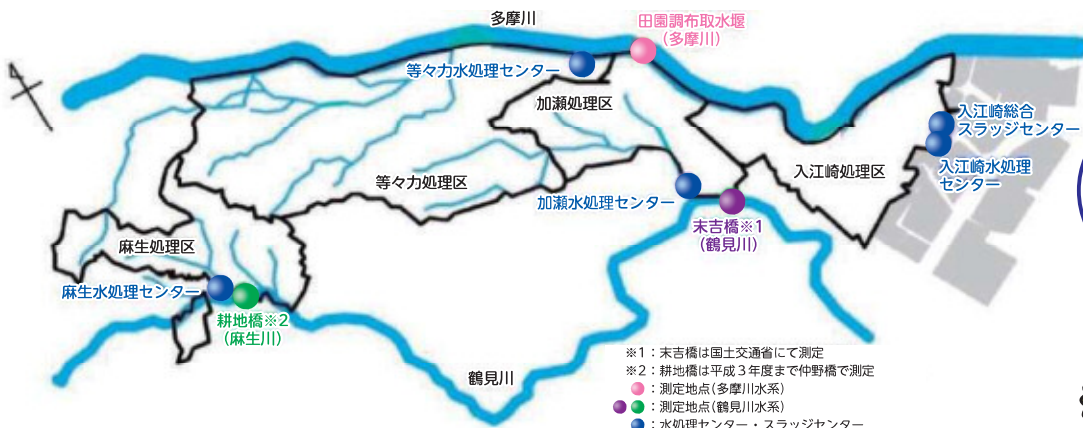 多摩川
田園調布取水堰
(多摩川)
等々力水処理センター
加瀬処理区
入江崎総合
スラッジセンター
入江崎水処理
センター
入江崎処理区
等々力処理区
加瀬水処理センター
末吉橋※1
(鶴見川)
麻生処理区
麻生水処理センター
耕地橋※2
(麻生川)
鶴見川
※1：末吉橋は国土交通省にて測定
※2：耕地橋は平成３年度まで仲野橋で測定
：測定地点(多摩川水系)
：測定地点(鶴見川水系)
：水処理センター・スラッジセンター